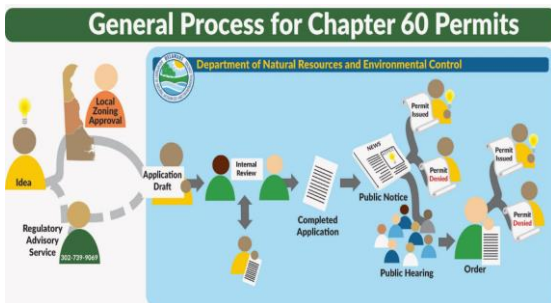 General Process for Chapter 60 Permits
Department of Natural Resources and Environmental Control
Local
Zoning
Approval
Idea
Regulatory
Advisory
Service
302-739-9069
Application
Draft
Internal
Review
Completed
Application
NEWS
Public Notice
Public Hearing
Permit
Issued
Permit
Denied
Order
Permit
Issued
Permit
Denied